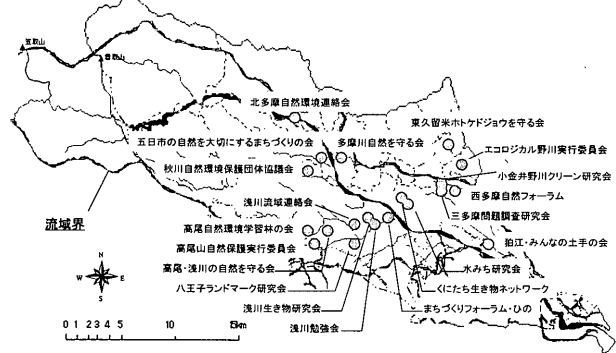 笠取山
雲取山
北多摩自然環境連絡会
東久留米ホトケドジョウを守る会
五日市の自然を大切にするまちづくりの会
多摩川自然を守る会
エコロジカル野川実行委員会
秋川自然環境保護団体協議会
小金井野川クリーン研究会
西多摩自然フォーラム
浅川流域連絡会
三多摩問題調査研究会
流域界
高尾自然環境学習林の会
狛江・みんなの土手の会
高尾山自然保護実行委員会
高尾・浅川の自然を守る会
水みち研究会
八王子ランドマーク研究会
くにたち生き物ネットワーク
浅川生き物研究会
まちづくりフォーラム・ひの
浅川勉強会
N
W E
S
0 1 2 3 4 5 10 15km